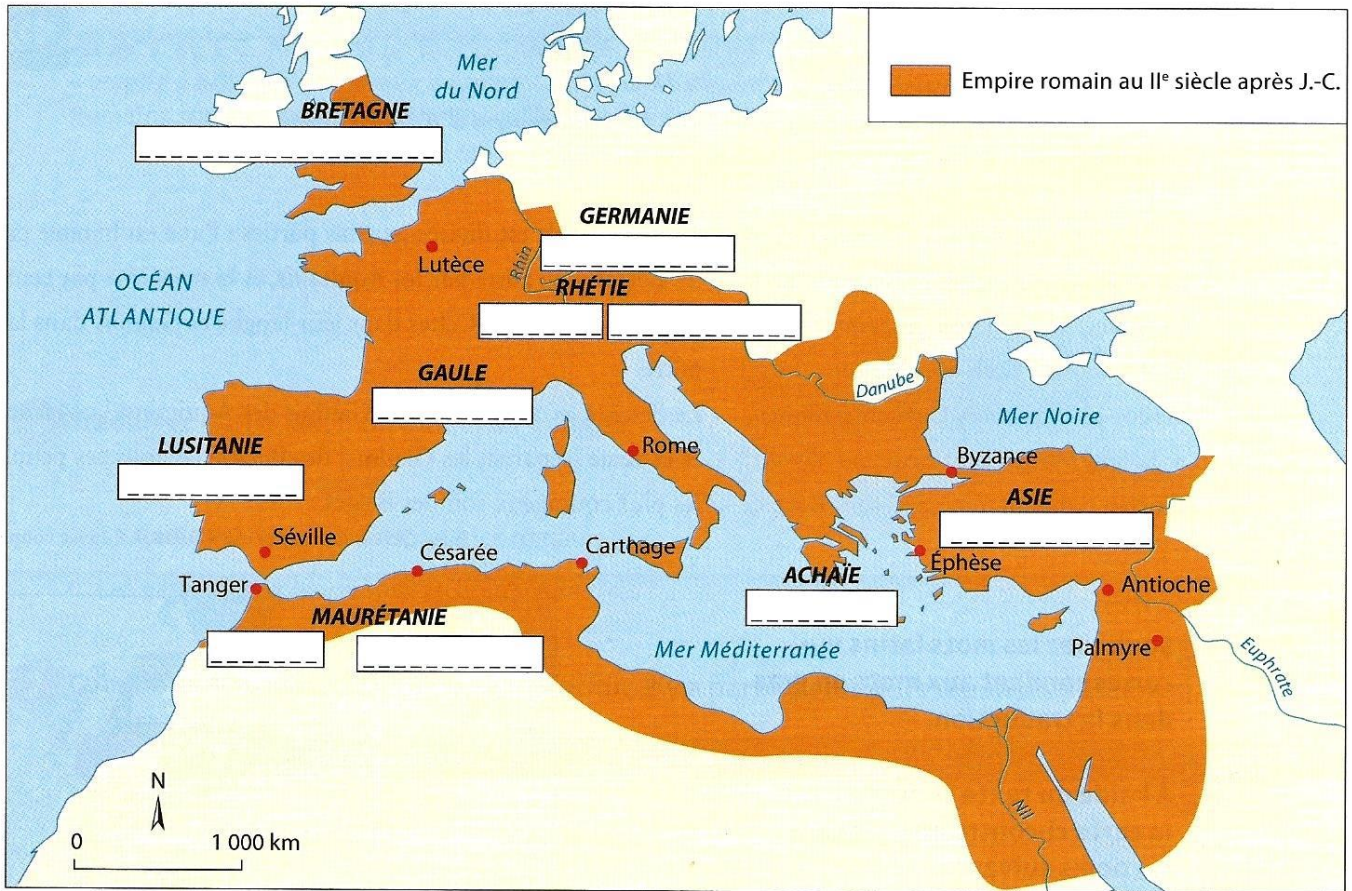 Empire romain au IIe siècle après J.-C.
Mer
du Nord
BRETAGNE
GERMANIE
Rhin
Lutèce
OCÉAN
ATLANTIQUE
RHÉTIE
GAULE
Danube
Mer Noire
LUSITANIE
Rome
Byzance
ASIE
Séville
Césarée
Carthage
Éphèse
Tanger
ACHAÏE
Antioche
MAURÉTANIE
Mer Méditerranée
Palmyre
Euphrate
Nil
N
0 1 000 km